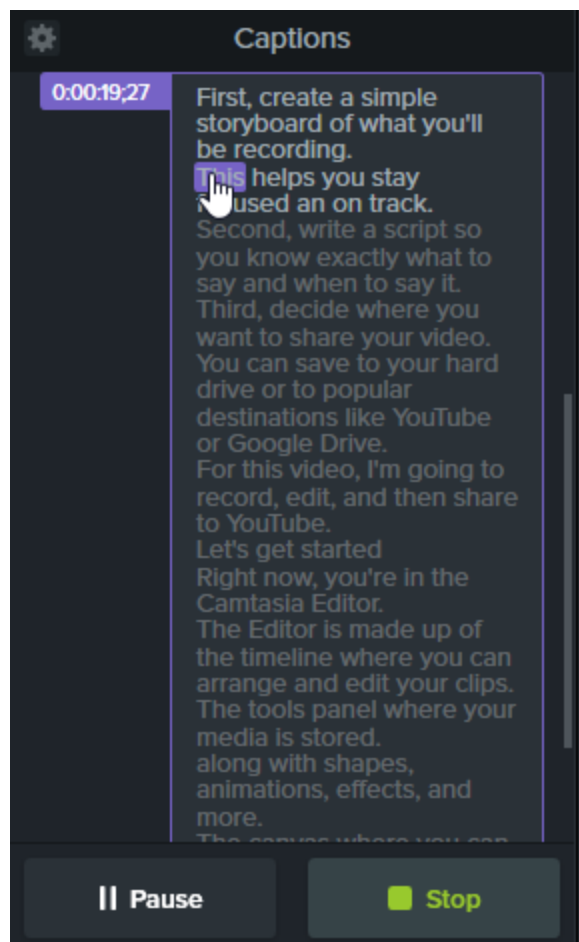 Captions
0:00:19;27
First, create a simple
storyboard of what you'll
be recording.
This helps you stay
used an on track.
Second, write a script so
you know exactly what to
say and when to say it.
Third, decide where you
want to share your video.
You can save to your hard
drive or to popular
destinations like YouTube
or Google Drive.
For this video, I'm going to
record, edit, and then share
to YouTube.
Let's get started
Right now, you're in the
Camtasia Editor.
The Editor is made up of
the timeline where you can
arrange and edit your clips.
The tools panel where your
media is stored.
along with shapes,
animations, effects, and
more.
The canvas where you can
Pause
Stop